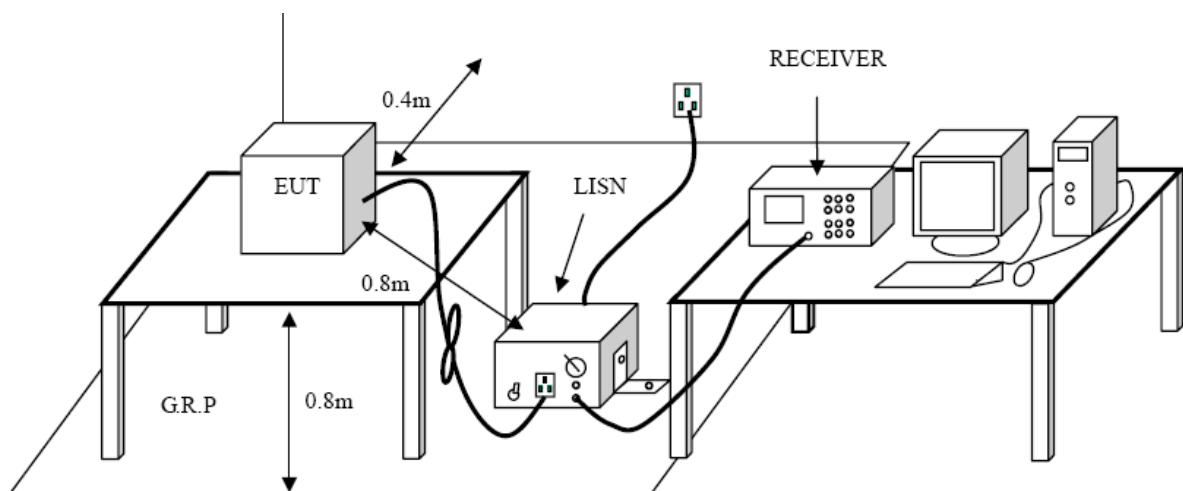 RECEIVER
0.4m
EUT
LISN
0.8m
G.R.P
0.8m